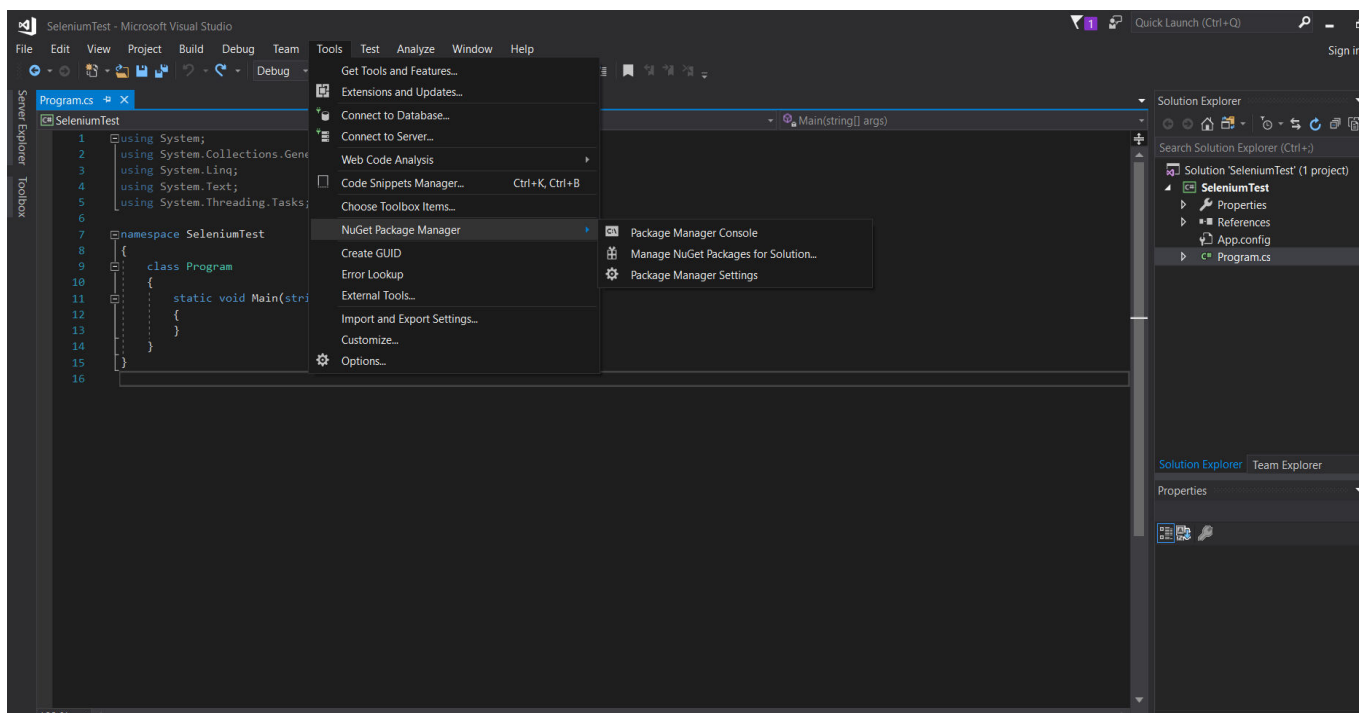 SeleniumTest - Microsoft Visual Studio
1
Quick Launch (Ctrl+Q)
File Edit View Project Build Debug Team Tools Test Analyze Window Help
Sign in
Debug
Server Explorer
Toolbox
Program.cs
SeleniumTest
Main(string[] args)
1 using System;
2 using System.Collections.Gene
3 using System.Linq;
4 using System.Text;
5 using System.Threading.Tasks;
6
7 namespace SeleniumTest
8 {
9 class Program
10 {
11 static void Main(stri
12 {
13 }
14 }
15 }
16
Get Tools and Features...
Extensions and Updates...
Connect to Database...
Connect to Server...
Web Code Analysis
Code Snippets Manager... Ctrl+K, Ctrl+B
Choose Toolbox Items...
NuGet Package Manager
Create GUID
Error Lookup
External Tools...
Import and Export Settings...
Customize...
Options...
Package Manager Console
Manage NuGet Packages for Solution...
Package Manager Settings
Solution Explorer
Search Solution Explorer (Ctrl+;)
Solution 'SeleniumTest' (1 project)
C# SeleniumTest
Properties
References
App.config
C# Program.cs
Solution Explorer Team Explorer
Properties